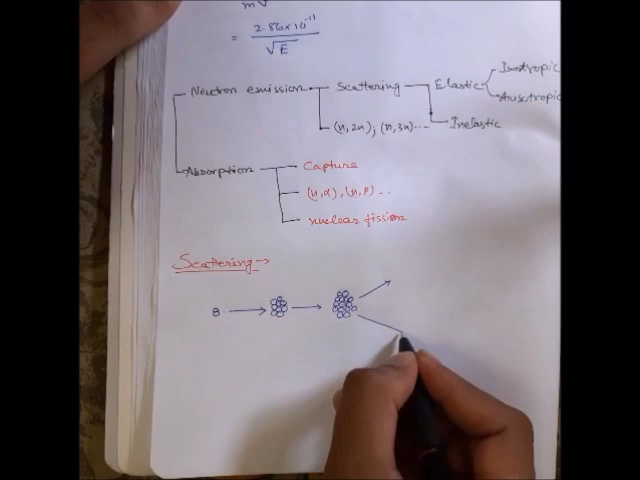 m√
= 2.86×10⁻¹¹ / √E
Neutron emission Scattering Elastic Isotropic
Anisotropic
(n, 2n), (n, 3n)... Inelastic
Absorption Capture
(n, α), (n, p)...
nuclear fission
Scattering →